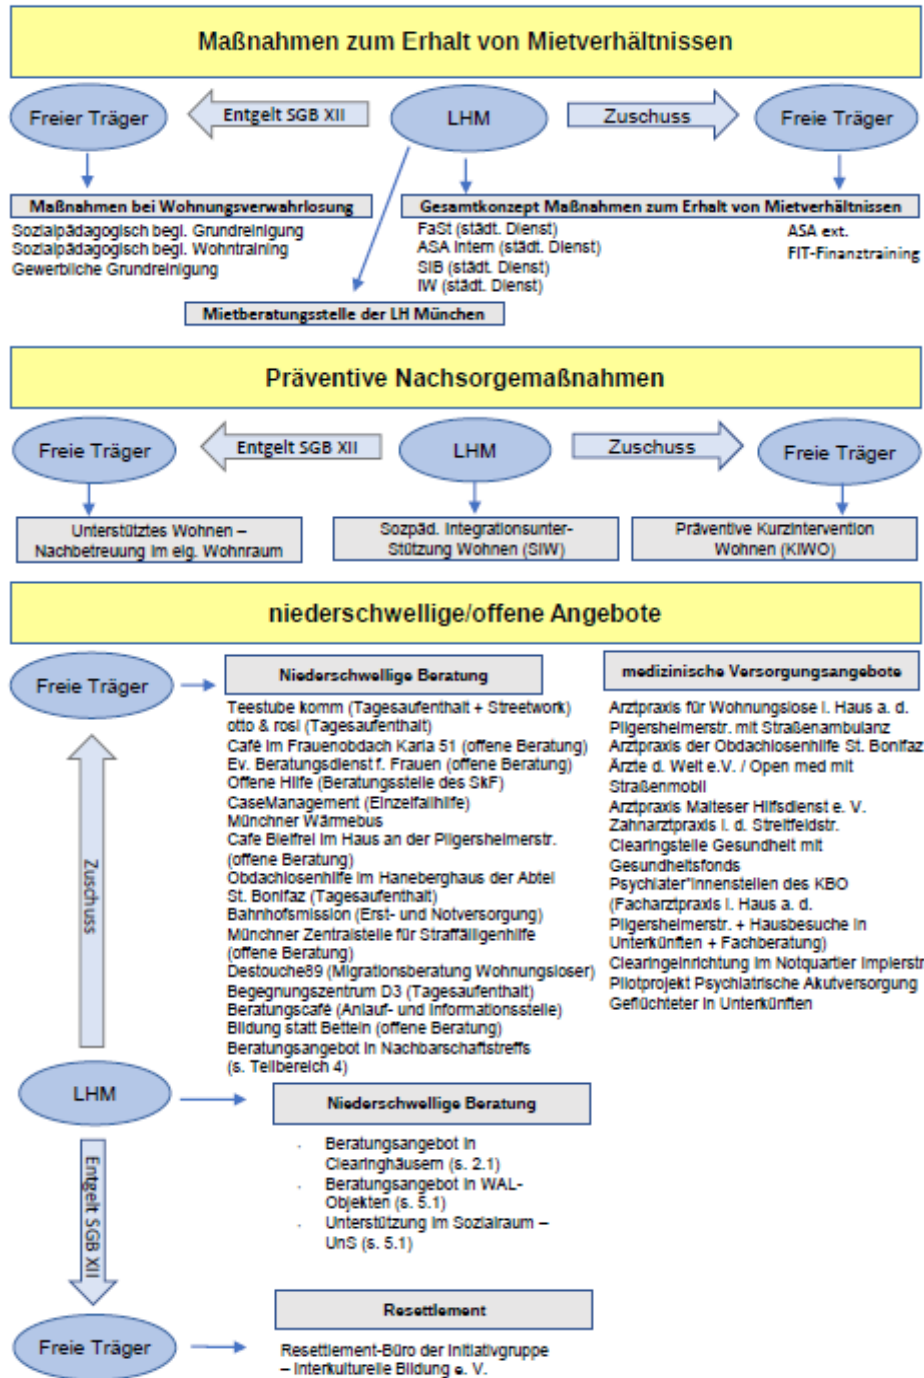 Maßnahmen zum Erhalt von Mietverhältnissen
Freier Träger
Entgelt SGB XII
LHM
Zuschuss
Freie Träger
Maßnahmen bei Wohnungsverwahrlosung
Sozialpädagogisch begl. Grundreinigung
Sozialpädagogisch begl. Wohntraining
Gewerbliche Grundreinigung
Gesamtkonzept Maßnahmen zum Erhalt von Mietverhältnissen
FaSt (städt. Dienst)
ASA Intern (städt. Dienst)
SIB (städt. Dienst)
IW (städt. Dienst)
ASA ext.
FIT-Finanztraining
Mietberatungsstelle der LH München
Präventive Nachsorgemaßnahmen
Freie Träger
Entgelt SGB XII
LHM
Zuschuss
Freie Träger
Unterstütztes Wohnen –
Nachbetreuung im eig. Wohnraum
Sozpäd. Integrationsunter-
Stützung Wohnen (SIW)
Präventive Kurzintervention
Wohnen (KIWO)
niederschwellige/offene Angebote
Freie Träger
Niederschwellige Beratung
Teestube komm (Tagesaufenthalt + Streetwork)
otto & rosi (Tagesaufenthalt)
Café im Frauenobdach Karla 51 (offene Beratung)
Ev. Beratungsdienst f. Frauen (offene Beratung)
Offene Hilfe (Beratungsstelle des SkF)
CaseManagement (Einzelfallhilfe)
Münchner Wärmebus
Cafe Bleifrei im Haus an der Pilgersheimerstr.
(offene Beratung)
Obdachlosenhilfe im Haneberghaus der Abtei
St. Bonifaz (Tagesaufenthalt)
Bahnhofsmission (Erst- und Notversorgung)
Münchner Zentralstelle für Straffälligenhilfe
(offene Beratung)
Destouche89 (Migrationsberatung Wohnungsloser)
Begegnungszentrum D3 (Tagesaufenthalt)
Beratungscafé (Anlauf- und Informationsstelle)
Bildung statt Betteln (offene Beratung)
Beratungsangebot in Nachbarschaftstreffs
(s. Teilbereich 4)
medizinische Versorgungsangebote
Arztpraxis für Wohnungslose i. Haus a. d.
Pilgersheimerstr. mit Straßenambulanz
Arztpraxis der Obdachlosenhilfe St. Bonifaz
Ärzte d. Welt e.V. / Open med mit
Straßenmobil
Arztpraxis Malteser Hilfsdienst e. V.
Zahnarztpraxis i. d. Streitfeldstr.
Clearingstelle Gesundheit mit
Gesundheitsfonds
Psychiater*innenstellen des KBO
(Facharztpraxis i. Haus a. d.
Pilgersheimerstr. + Hausbesuche in
Unterkünften + Fachberatung)
Clearingeinrichtung im Notquartier Implerstr
Pilotprojekt Psychiatrische Akutversorgung
Geflüchteter in Unterkünften
Zuschuss
LHM
Niederschwellige Beratung
· Beratungsangebot in
Clearinghäusern (s. 2.1)
· Beratungsangebot in WAL-
Objekten (s. 5.1)
· Unterstützung im Sozialraum –
UnS (s. 5.1)
Entgelt SGB XII
Freie Träger
Resettlement
Resettlement-Büro der Initiativgruppe
– Interkulturelle Bildung e. V.